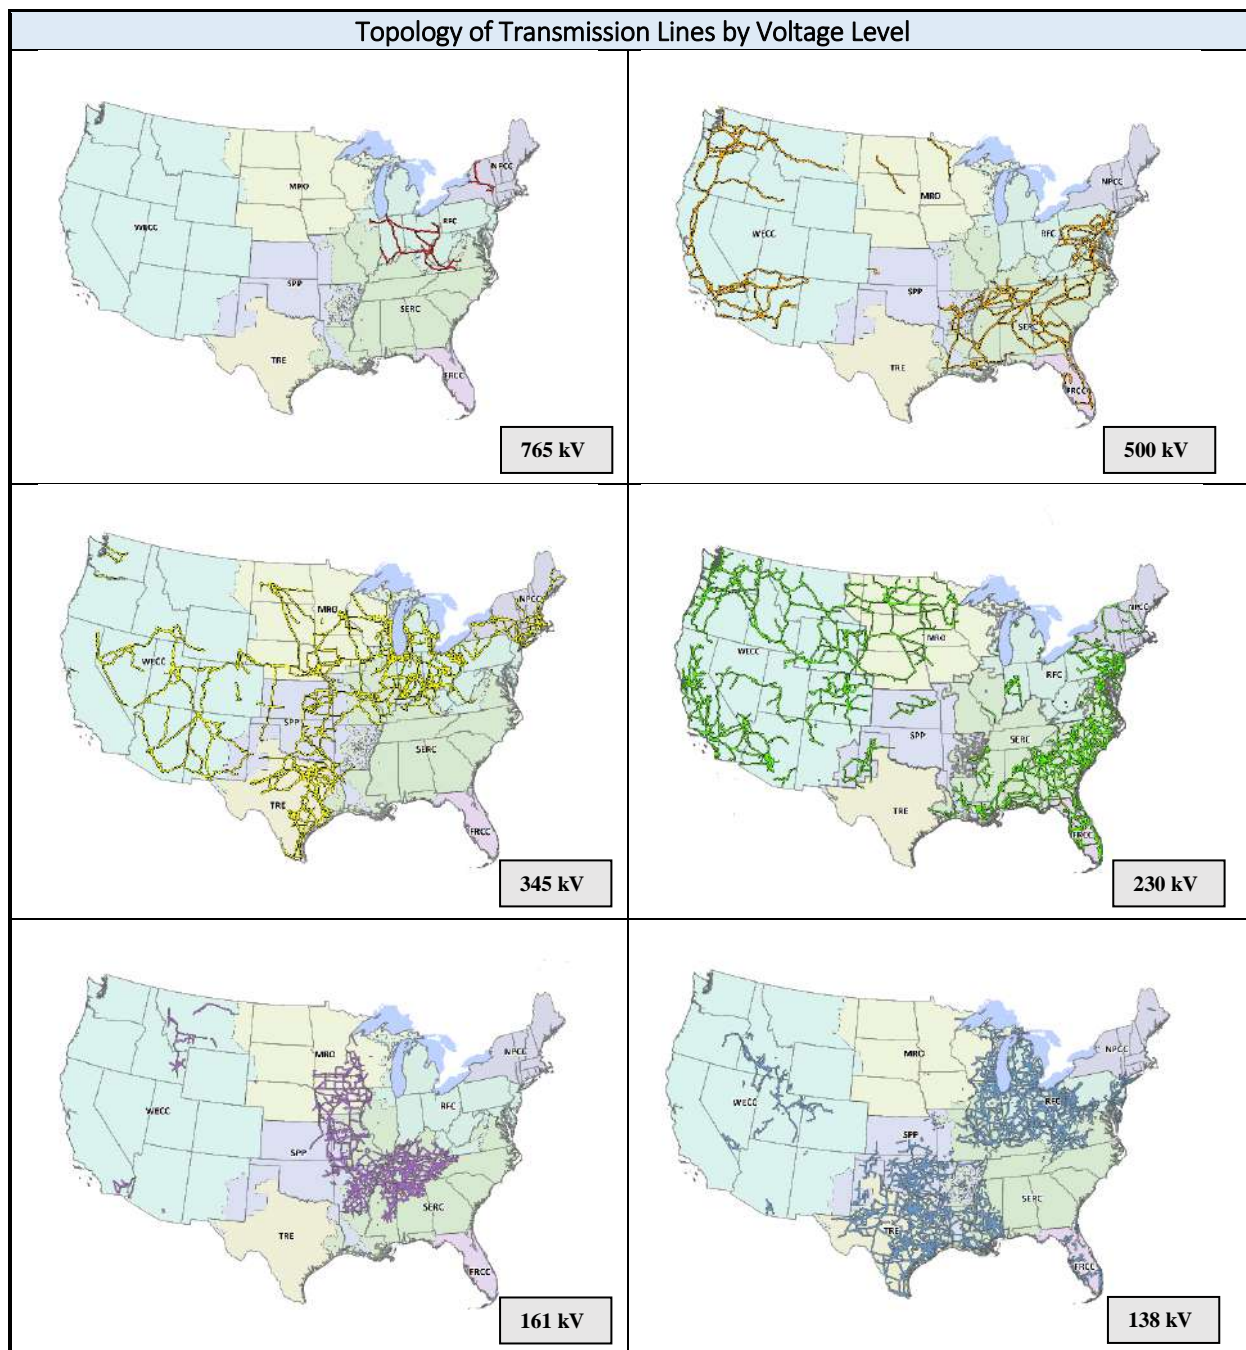 Topology of Transmission Lines by Voltage Level
NPCC
MRO
RFC
WECC
SPP
SERC
TRE
FRCC
765 kV
NPCC
MRO
RFC
WECC
SPP
SERC
TRE
FRCC
500 kV
NPCC
MRO
WECC
SPP
SERC
TRE
FRCC
345 kV
NPCC
MRO
WECC
RFC
SPP
SERC
TRE
FRCC
230 kV
NPCC
MRO
WECC
RFC
SPP
SERC
TRE
FRCC
161 kV
NPCC
MRO
WECC
RFC
SPP
SERC
TRE
FRCC
138 kV